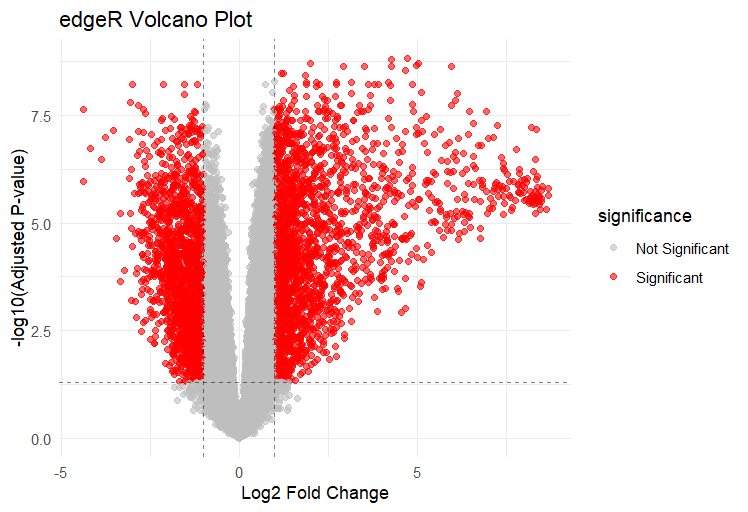 edgeR Volcano Plot
-log10(Adjusted P-value)
7.5
5.0
2.5
0.0
-5
0
5
Log2 Fold Change
significance
Not Significant
Significant